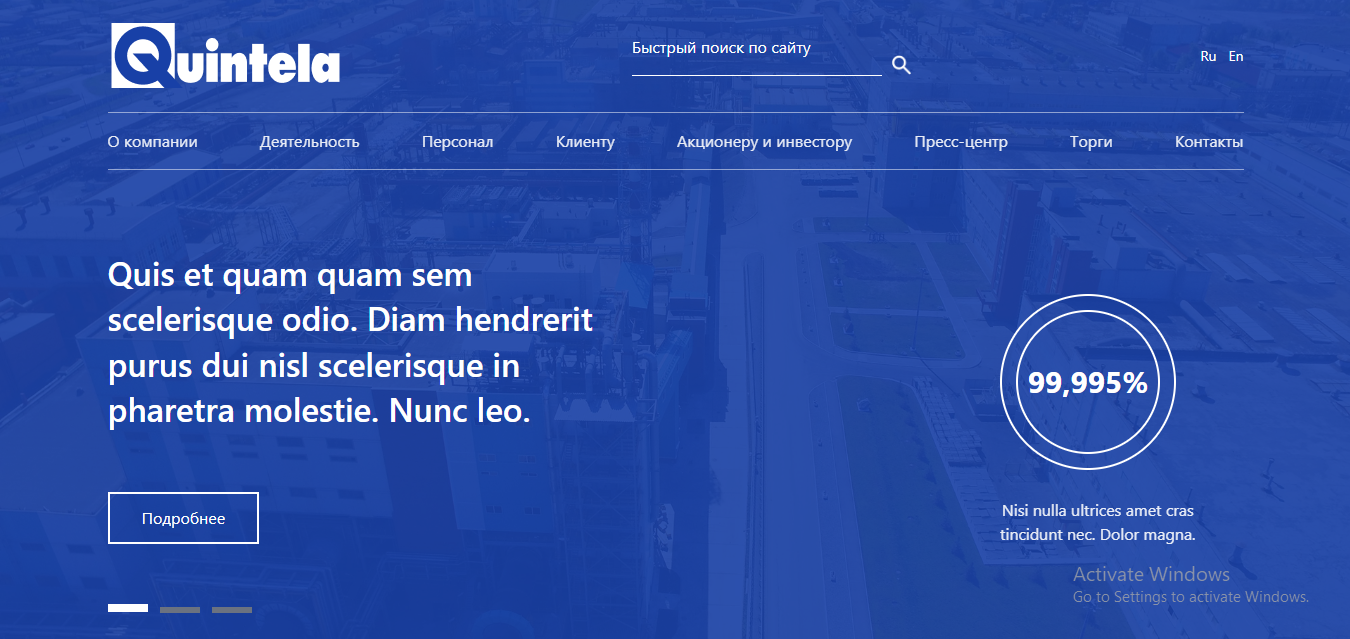 Quintela
Быстрый поиск по сайту
Ru En
О компании Деятельность Персонал Клиенту Акционеру и инвестору Пресс-центр Торги Контакты
Quis et quam quam sem
scelerisque odio. Diam hendrerit
purus dui nisl scelerisque in
pharetra molestie. Nunc leo.
Подробнее
99,995%
Nisi nulla ultrices amet cras
tincidunt nec. Dolor magna.
Activate Windows
Go to Settings to activate Windows.